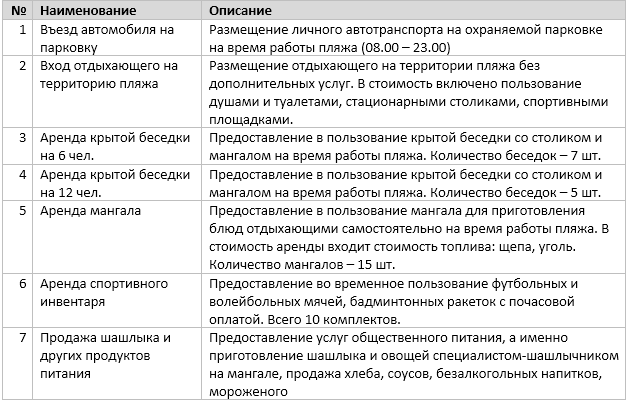 № Наименование Описание
1 Въезд автомобиля на Размещение личного автотранспорта на охраняемой парковке
парковку на время работы пляжа (08.00 – 23.00)
2 Вход отдыхающего на Размещение отдыхающего на территории пляжа без
территорию пляжа дополнительных услуг. В стоимость включено пользование
душами и туалетами, стационарными столиками, спортивными
площадками.
3 Аренда крытой беседки Предоставление в пользование крытой беседки со столиком и
на 6 чел. мангалом на время работы пляжа. Количество беседок – 7 шт.
4 Аренда крытой беседки Предоставление в пользование крытой беседки со столиком и
на 12 чел. мангалом на время работы пляжа. Количество беседок – 5 шт.
5 Аренда мангала Предоставление в пользование мангала для приготовления
блюд отдыхающими самостоятельно на время работы пляжа. В
стоимость аренды входит стоимость топлива: щепа, уголь.
Количество мангалов – 15 шт.
6 Аренда спортивного Предоставление во временное пользование футбольных и
инвентаря волейбольных мячей, бадминтонных ракеток с почасовой
оплатой. Всего 10 комплектов.
7 Продажа шашлыка и Предоставление услуг общественного питания, а именно
других продуктов приготовление шашлыка и овощей специалистом-шашлычником
питания на мангале, продажа хлеба, соусов, безалкогольных напитков,
мороженого